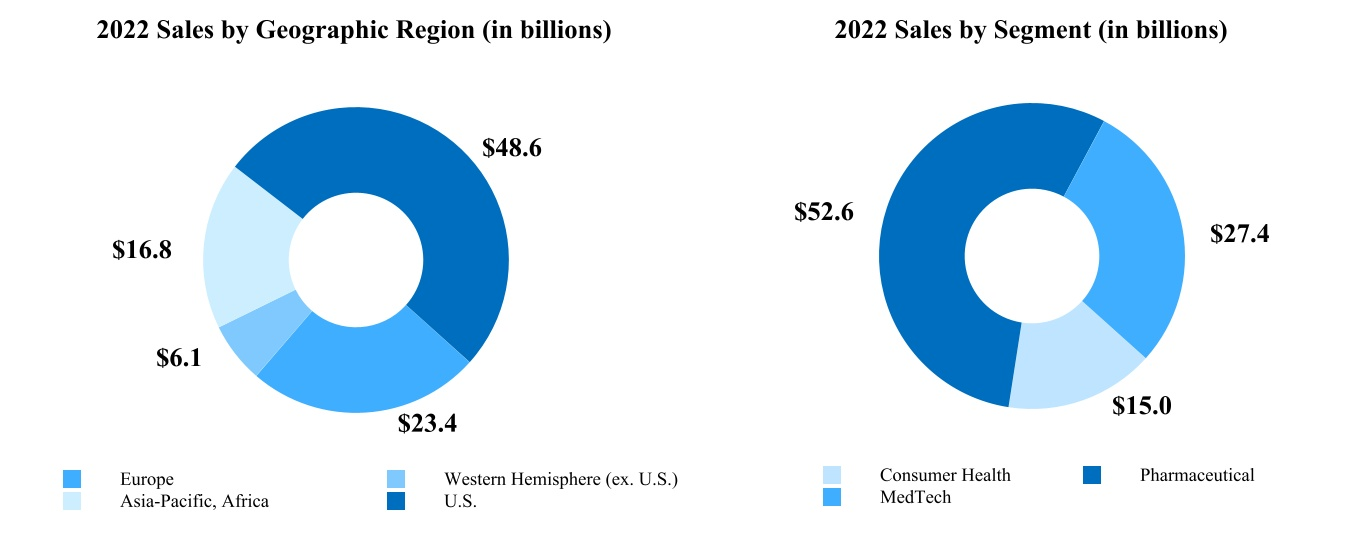 2022 Sales by Geographic Region (in billions)
$48.6
$16.8
$6.1
$23.4
Europe
Western Hemisphere (ex. U.S.)
Asia-Pacific, Africa
U.S.
2022 Sales by Segment (in billions)
$52.6
$27.4
$15.0
Consumer Health
Pharmaceutical
MedTech